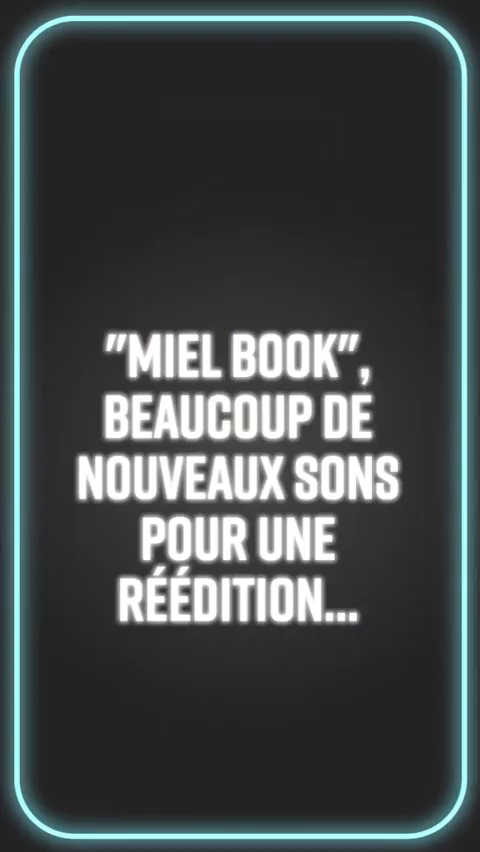 "MIEL BOOK",
BEAUCOUP DE
NOUVEAUX SONS
POUR UNE
RÉÉDITION...